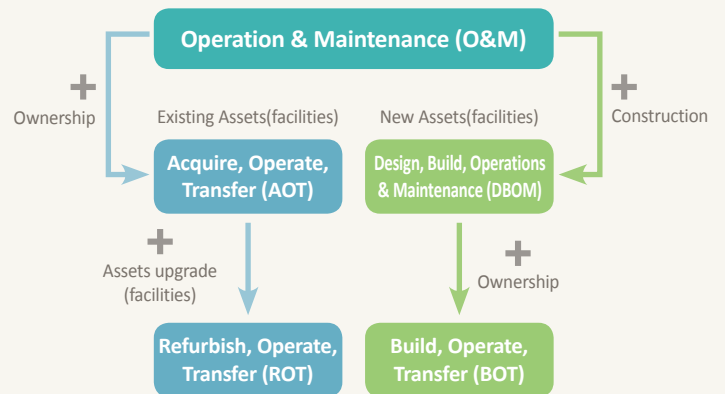 Operation & Maintenance (O&M)
+
Ownership
+
Construction
Existing Assets(facilities)
New Assets(facilities)
Acquire, Operate,
Transfer (AOT)
Design, Build, Operations
& Maintenance (DBOM)
+
Assets upgrade
(facilities)
+
Ownership
Refurbish, Operate,
Transfer (ROT)
Build, Operate,
Transfer (BOT)